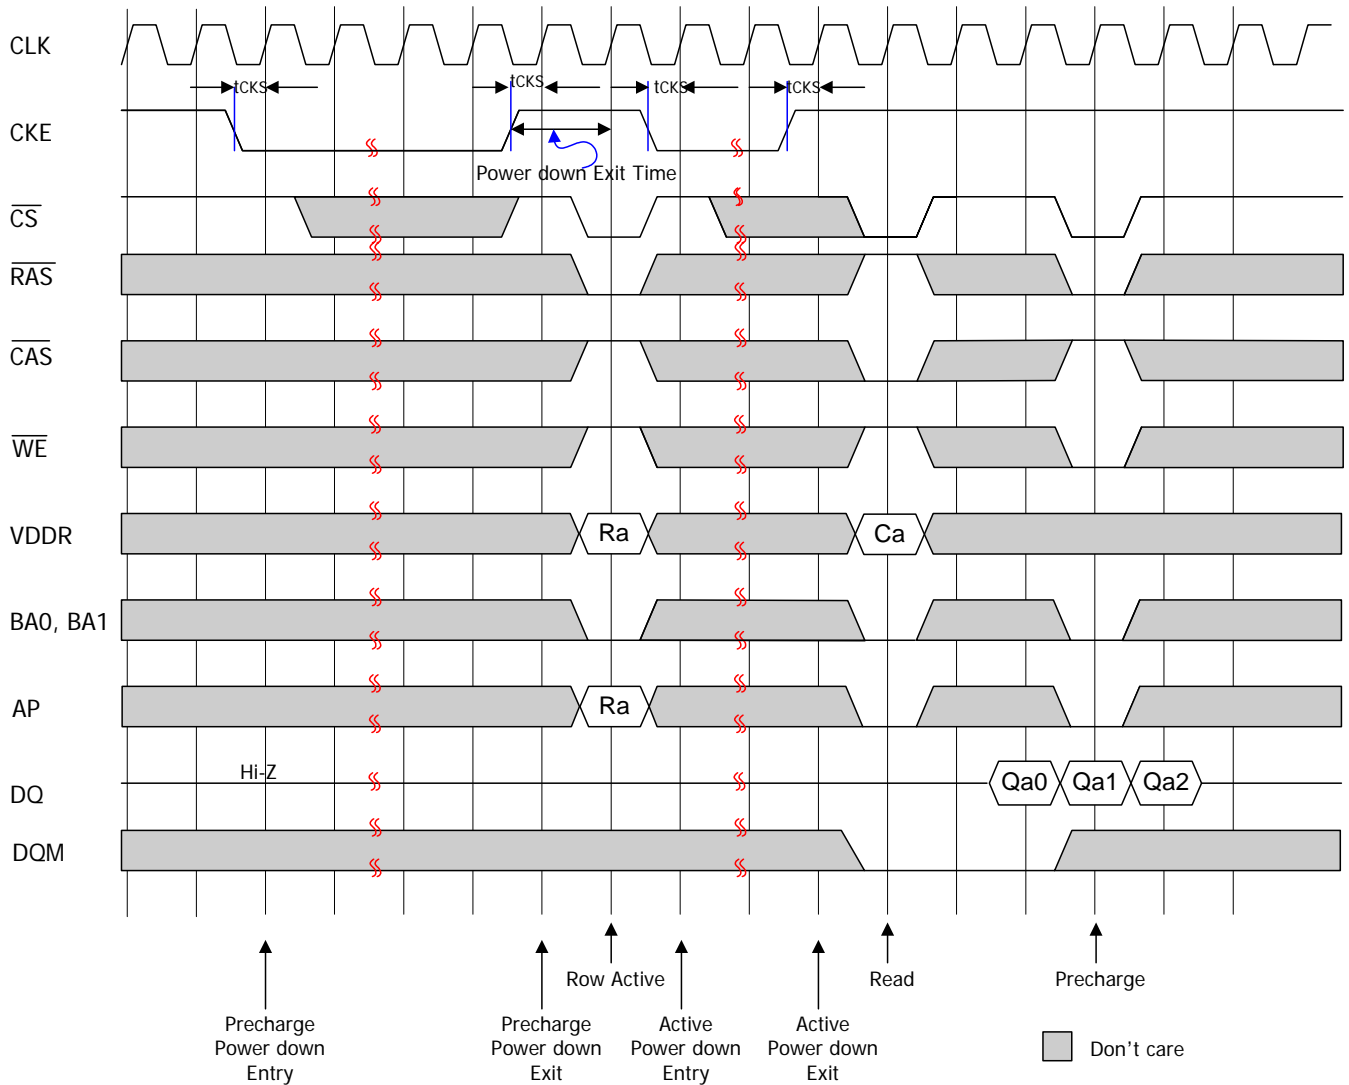 CLK
tCKS tCKS tCKS tCKS
CKE
Power down Exit Time
CS
RAS
CAS
WE
VDDR Ra Ca
BA0, BA1
AP Ra
Hi-Z
DQ Qa0 Qa1 Qa2
DQM
Row Active Read Precharge
Precharge
Power down
Entry
Precharge
Power down
Exit
Active
Power down
Entry
Active
Power down
Exit
Don't care